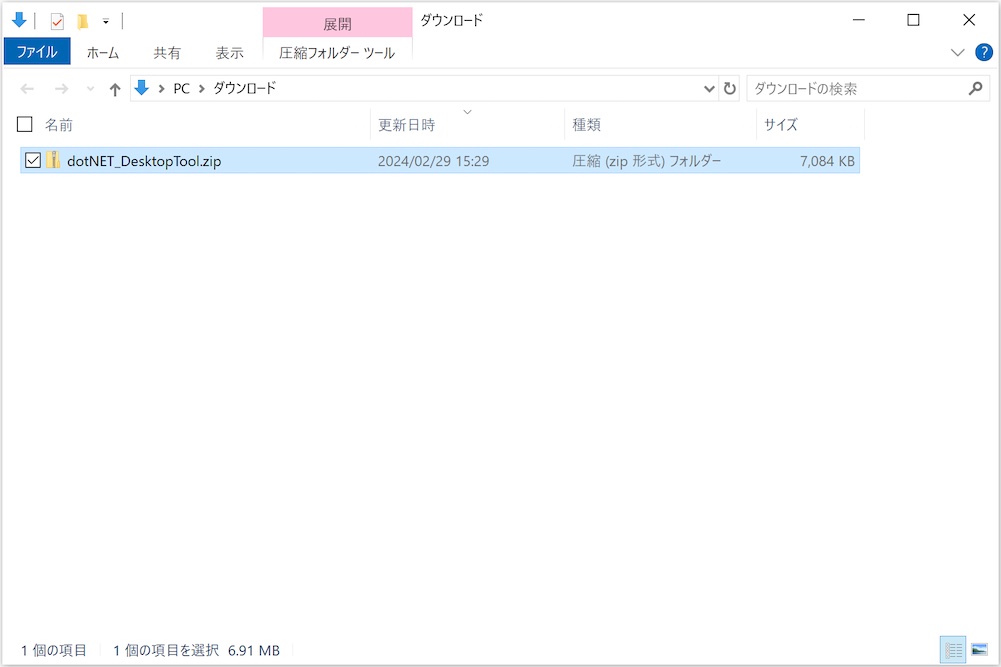 展開
ダウンロード
ファイル ホーム 共有 表示 圧縮フォルダー ツール
?
PC ダウンロード ダウンロードの検索
名前 更新日時 種類 サイズ
dotNET_DesktopTool.zip 2024/02/29 15:29 圧縮 (zip 形式) フォルダー 7,084 KB
1 個の項目 1 個の項目を選択 6.91 MB